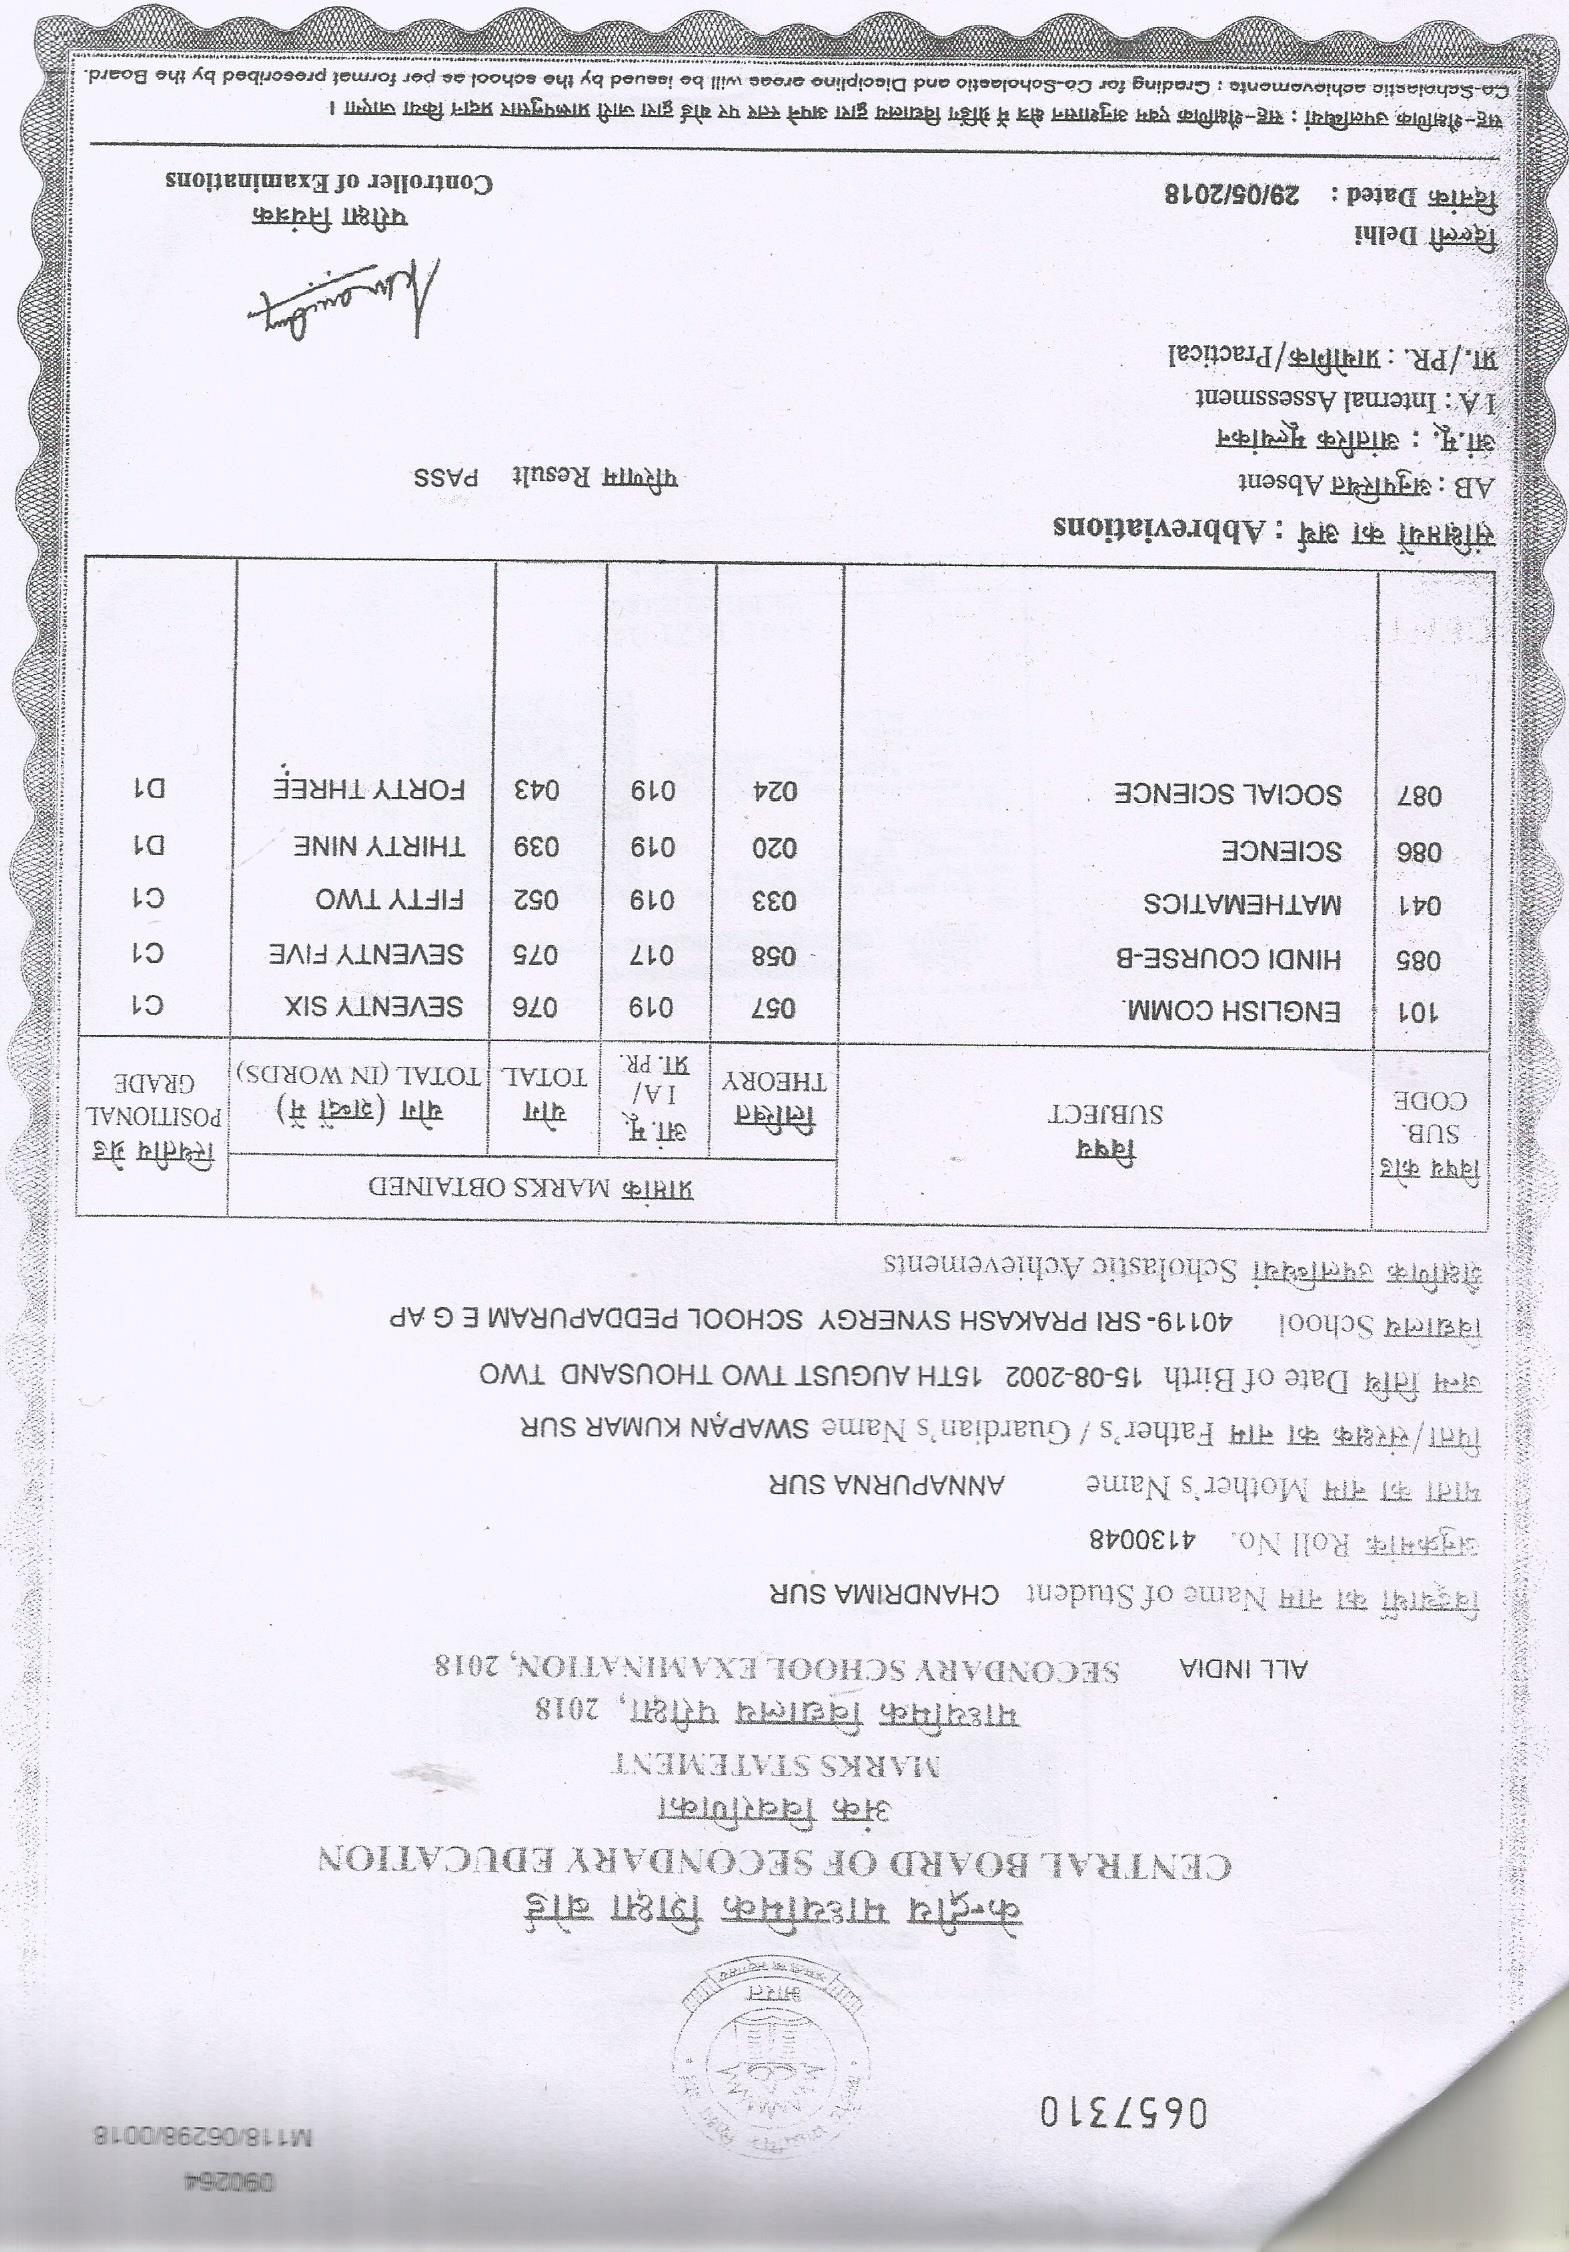 090264
M118/06298/0018
0657310
भारत
केन्द्रीय माध्यमिक शिक्षा बोर्ड
CENTRAL BOARD OF SECONDARY EDUCATION
अंक विवरणिका
MARKS STATEMENT
माध्यमिक विद्यालय परीक्षा, 2018
ALL INDIA SECONDARY SCHOOL EXAMINATION, 2018
विद्यार्थी का नाम Name of Student CHANDRIMA SUR
अनुक्रमांक Roll No. 4130048
माता का नाम Mother's Name ANNAPURNA SUR
पिता/संरक्षक का नाम Father's / Guardian's Name SWAPAN KUMAR SUR
जन्म तिथि Date of Birth 15-08-2002 15TH AUGUST TWO THOUSAND TWO
विद्यालय School 40119- SRI PRAKASH SYNERGY SCHOOL PEDDAPURAM E G AP
शैक्षणिक उपलब्धियां Scholastic Achievements
विषय कोड SUB. CODE
विषय SUBJECT
प्राप्तांक MARKS OBTAINED
लिखित THEORY
आं.मू. I A/ प्रा. PR.
योग TOTAL
योग (शब्दों में) TOTAL (IN WORDS)
स्थितीय ग्रेड POSITIONAL GRADE
101 ENGLISH COMM. 057 019 076 SEVENTY SIX C1
085 HINDI COURSE-B 058 017 075 SEVENTY FIVE C1
041 MATHEMATICS 033 019 052 FIFTY TWO C1
086 SCIENCE 020 019 039 THIRTY NINE D1
087 SOCIAL SCIENCE 024 019 043 FORTY THREE D1
संक्षिप्तयों का अर्थ : Abbreviations
AB : अनुपस्थित Absent
परिणाम Result PASS
आं.मू. : आंतरिक मूल्यांकन
I A : Internal Assessment
प्रा./PR. : प्रायोगिक/Practical
दिल्ली Delhi
दिनांक Dated : 29/05/2018
परीक्षा नियंत्रक
Controller of Examinations
सह-शैक्षणिक उपलब्धियां : सह-शैक्षणिक एवम अनुशासन क्षेत्र में ग्रेडिंग विद्यालय द्वारा अपने स्तर पर बोर्ड द्वारा जारी प्रारूपनुसार प्रदान किया जाएगा ।
Co-Scholastic achievements : Grading for Co-Scholastic and Discipline areas will be issued by the school as per format prescribed by the Board.